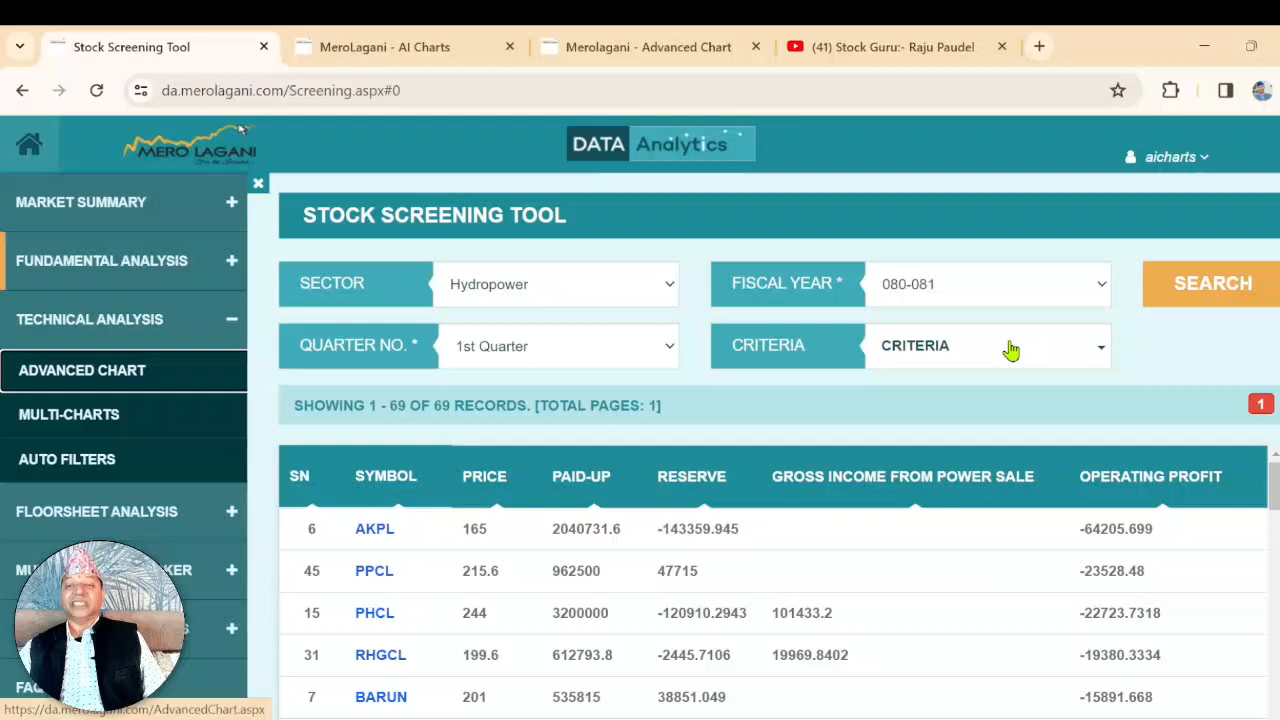 Stock Screening Tool
MeroLagani - AI Charts
Merolagani - Advanced Chart
(41) Stock Guru:- Raju Paudel
da.merolagani.com/Screening.aspx#0
MERO LAGANI
DATA Analytics
aicharts
MARKET SUMMARY
FUNDAMENTAL ANALYSIS
TECHNICAL ANALYSIS
ADVANCED CHART
MULTI-CHARTS
AUTO FILTERS
FLOORSHEET ANALYSIS
KER
STOCK SCREENING TOOL
SECTOR Hydropower FISCAL YEAR * 080-081 SEARCH
QUARTER NO. * 1st Quarter CRITERIA CRITERIA
SHOWING 1 - 69 OF 69 RECORDS. [TOTAL PAGES: 1] 1
SN SYMBOL PRICE PAID-UP RESERVE GROSS INCOME FROM POWER SALE OPERATING PROFIT
6 AKPL 165 2040731.6 -143359.945 -64205.699
45 PPCL 215.6 962500 47715 -23528.48
15 PHCL 244 3200000 -120910.2943 101433.2 -22723.7318
31 RHGCL 199.6 612793.8 -2445.7106 19969.8402 -19380.3334
7 BARUN 201 535815 38851.049 -15891.668
https://da.merolagani.com/AdvancedChart.aspx